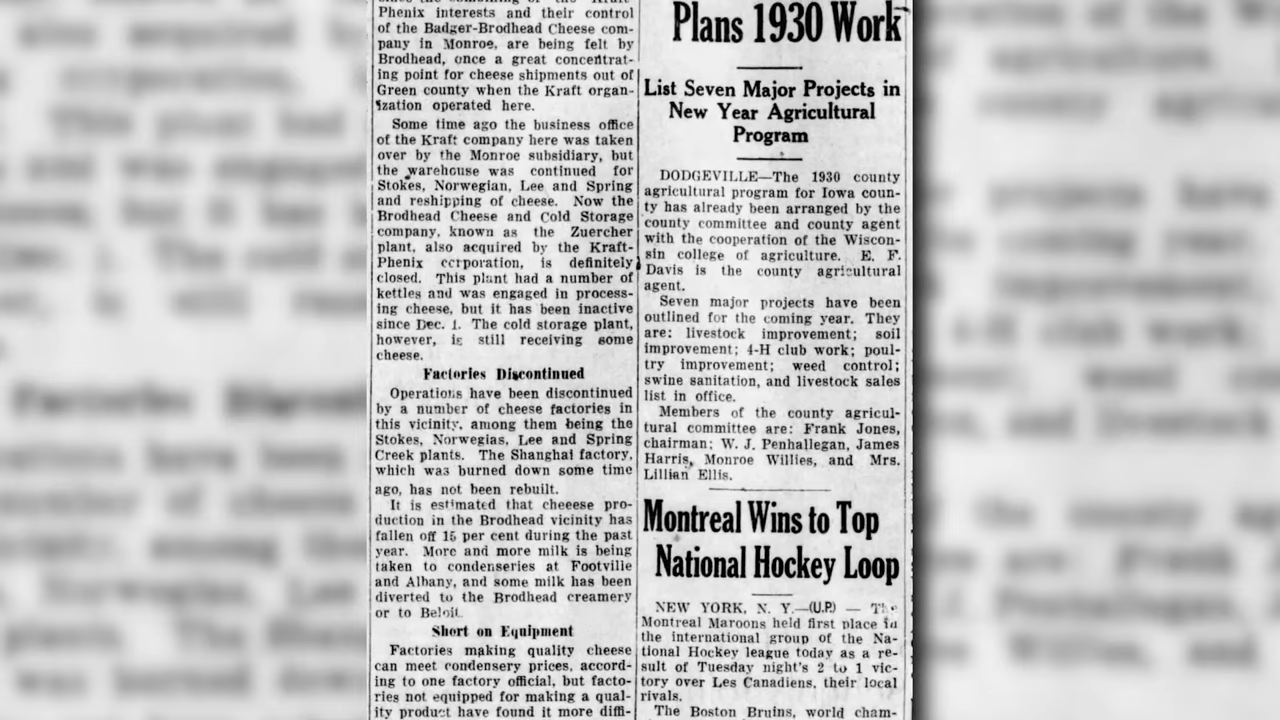 Phenix interests and their control
of the Badger-Brodhead Cheese com-
pany in Monroe, are being felt by
Brodhead, once a great concentrat-
ing point for cheese shipments out of
Green county when the Kraft organ-
ization operated here.
Some time ago the business office
of the Kraft company here was taken
over by the Monroe subsidiary, but
the warehouse was continued for
Stokes, Norwegian, Lee and Spring
and reshipping of cheese. Now the
Brodhead Cheese and Cold Storage
company, known as the Zuercher
plant, also acquired by the Kraft-
Phenix corporation, is definitely
closed. This plant had a number of
kettles and was engaged in process-
ing cheese, but it has been inactive
since Dec. 1. The cold storage plant,
however, is still receiving some
cheese.
Factories Discontinued
Operations have been discontinued
by a number of cheese factories in
this vicinity, among them being the
Stokes, Norwegias, Lee and Spring
Creek plants. The Shanghai factory,
which was burned down some time
ago, has not been rebuilt.
It is estimated that cheeese pro-
duction in the Brodhead vicinity has
fallen off 15 per cent during the past
year. More and more milk is being
taken to condenseries at Footville
and Albany, and some milk has been
diverted to the Brodhead creamery
or to Beloit.
Short on Equipment
Factories making quality cheese
can meet condensery prices, accord-
ing to one factory official, but facto-
ries not equipped for making a qual-
ity product have found it more diffi-
Plans 1930 Work
List Seven Major Projects in
New Year Agricultural
Program
DODGEVILLE—The 1930 county
agricultural program for Iowa coun-
ty has already been arranged by the
county committee and county agent
with the cooperation of the Wiscon-
sin college of agriculture. E. F.
Davis is the county agricultural
agent.
Seven major projects have been
outlined for the coming year. They
are: livestock improvement; soil
improvement; 4-H club work; poul-
try improvement; weed control;
swine sanitation, and livestock sales
list in office.
Members of the county agricul-
tural committee are: Frank Jones,
chairman; W. J. Penhallegan, James
Harris, Monroe Willies, and Mrs.
Lillian Ellis.
Montreal Wins to Top
National Hockey Loop
NEW YORK, N. Y.—(U.P.) — The
Montreal Maroons held first place in
the international group of the Na-
tional Hockey league today as a re-
sult of Tuesday night's 2 to 1 vic-
tory over Les Canadiens, their local
rivals.
The Boston Bruins, world cham-